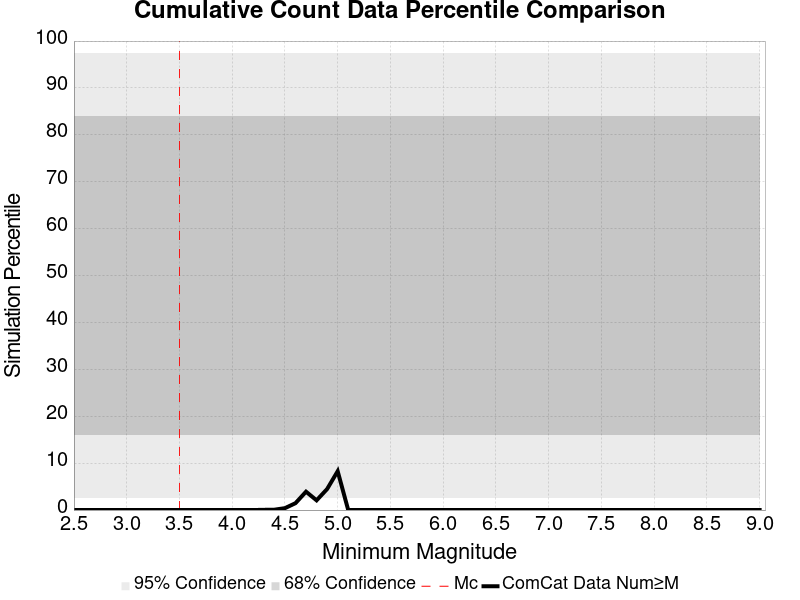 Cumulative Count Data Percentile Comparison
100
90
80
70
60
50
40
30
20
10
0
Simulation Percentile
2.5 3.0 3.5 4.0 4.5 5.0 5.5 6.0 6.5 7.0 7.5 8.0 8.5 9.0
Minimum Magnitude
95% Confidence 68% Confidence Mc ComCat Data Num≥M